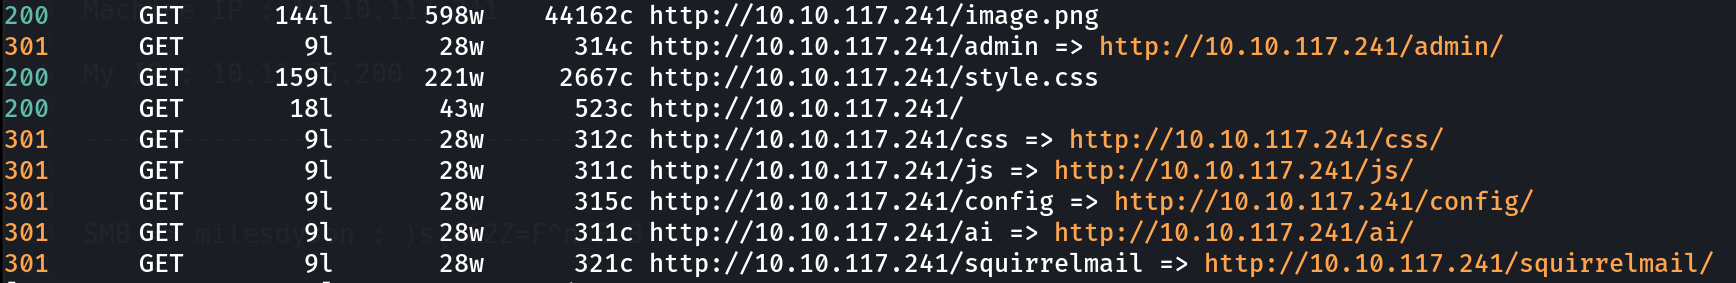 200 GET 144l 598w 44162c http://10.10.117.241/image.png
301 GET 9l 28w 314c http://10.10.117.241/admin => http://10.10.117.241/admin/
200 GET 159l 221w 2667c http://10.10.117.241/style.css
200 GET 18l 43w 523c http://10.10.117.241/
301 GET 9l 28w 312c http://10.10.117.241/css => http://10.10.117.241/css/
301 GET 9l 28w 311c http://10.10.117.241/js => http://10.10.117.241/js/
301 GET 9l 28w 315c http://10.10.117.241/config => http://10.10.117.241/config/
301 GET 9l 28w 311c http://10.10.117.241/ai => http://10.10.117.241/ai/
301 GET 9l 28w 321c http://10.10.117.241/squirrelmail => http://10.10.117.241/squirrelmail/